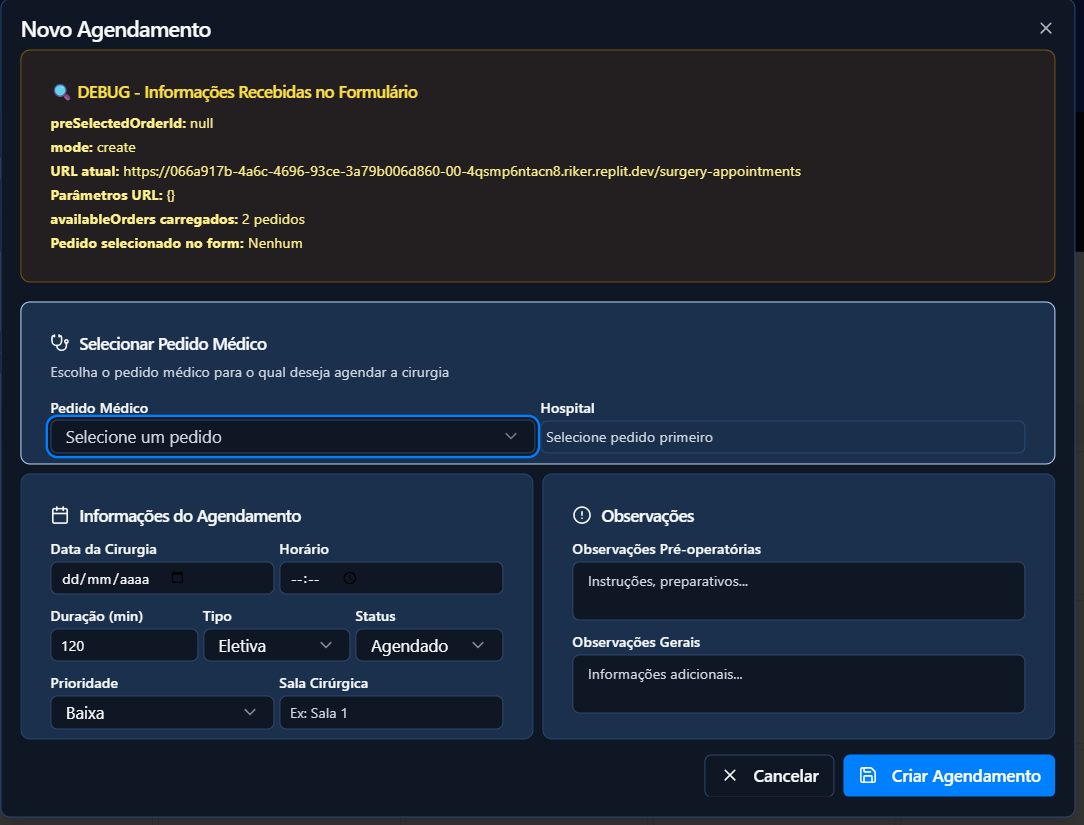 Novo Agendamento
DEBUG - Informações Recebidas no Formulário
preSelectedOrderId: null
mode: create
URL atual: https://066a917b-4a6c-4696-93ce-3a79b006d860-00-4qsmp6ntacn8.riker.replit.dev/surgery-appointments
Parâmetros URL: {}
availableOrders carregados: 2 pedidos
Pedido selecionado no form: Nenhum
Selecionar Pedido Médico
Escolha o pedido médico para o qual deseja agendar a cirurgia
Pedido Médico
Selecione um pedido
Hospital
Selecione pedido primeiro
Informações do Agendamento
Data da Cirurgia
dd/mm/aaaa
Horário
--:--
Duração (min)
120
Tipo
Eletiva
Status
Agendado
Prioridade
Baixa
Sala Cirúrgica
Ex: Sala 1
Observações
Observações Pré-operatórias
Instruções, preparativos...
Observações Gerais
Informações adicionais...
Cancelar
Criar Agendamento